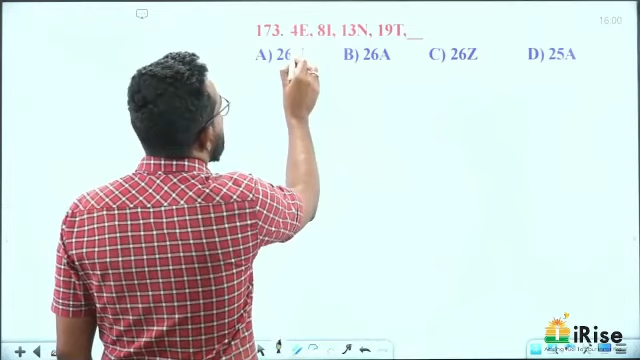 16:00
173. 4E, 8I, 13N, 19T,__
A) 26 B) 26A C) 26Z D) 25A
iRise